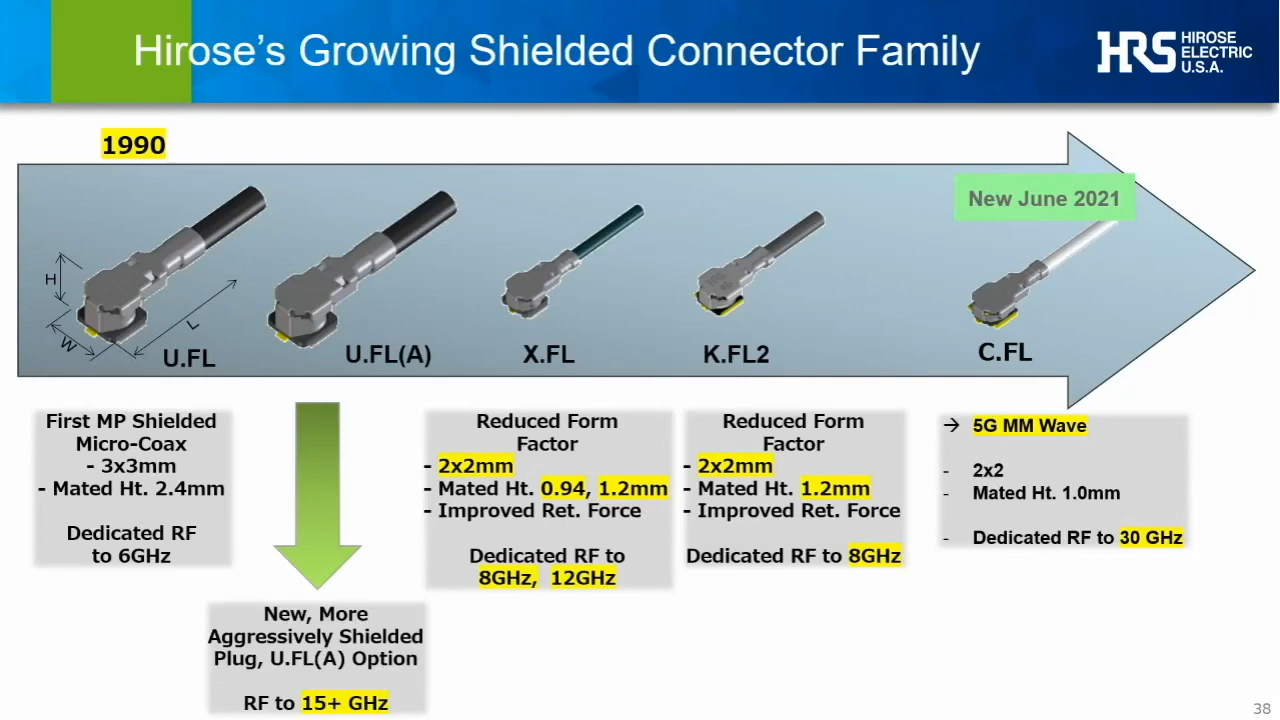 Hirose’s Growing Shielded Connector Family
HRS HIROSE
ELECTRIC
U.S.A.
1990
New June 2021
H
W
L
U.FL
U.FL(A)
X.FL
K.FL2
C.FL
First MP Shielded
Micro-Coax
- 3x3mm
- Mated Ht. 2.4mm
Dedicated RF
to 6GHz
New, More
Aggressively Shielded
Plug, U.FL(A) Option
RF to 15+ GHz
Reduced Form
Factor
- 2x2mm
- Mated Ht. 0.94, 1.2mm
- Improved Ret. Force
Dedicated RF to
8GHz, 12GHz
Reduced Form
Factor
- 2x2mm
- Mated Ht. 1.2mm
- Improved Ret. Force
Dedicated RF to 8GHz
→ 5G MM Wave
- 2x2
- Mated Ht. 1.0mm
- Dedicated RF to 30 GHz
38